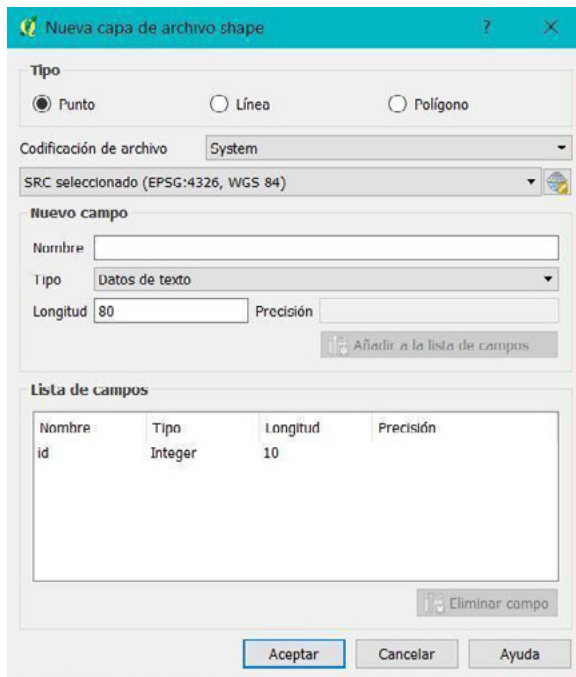 Nueva capa de archivo shape ? X
Tipo
Punto Línea Polígono
Codificación de archivo System
SRC seleccionado (EPSG:4326, WGS 84)
Nuevo campo
Nombre
Tipo Datos de texto
Longitud 80 Precisión
Añadir a la lista de campos
Lista de campos
Nombre Tipo Longitud Precisión
id Integer 10
Eliminar campo
Aceptar Cancelar Ayuda